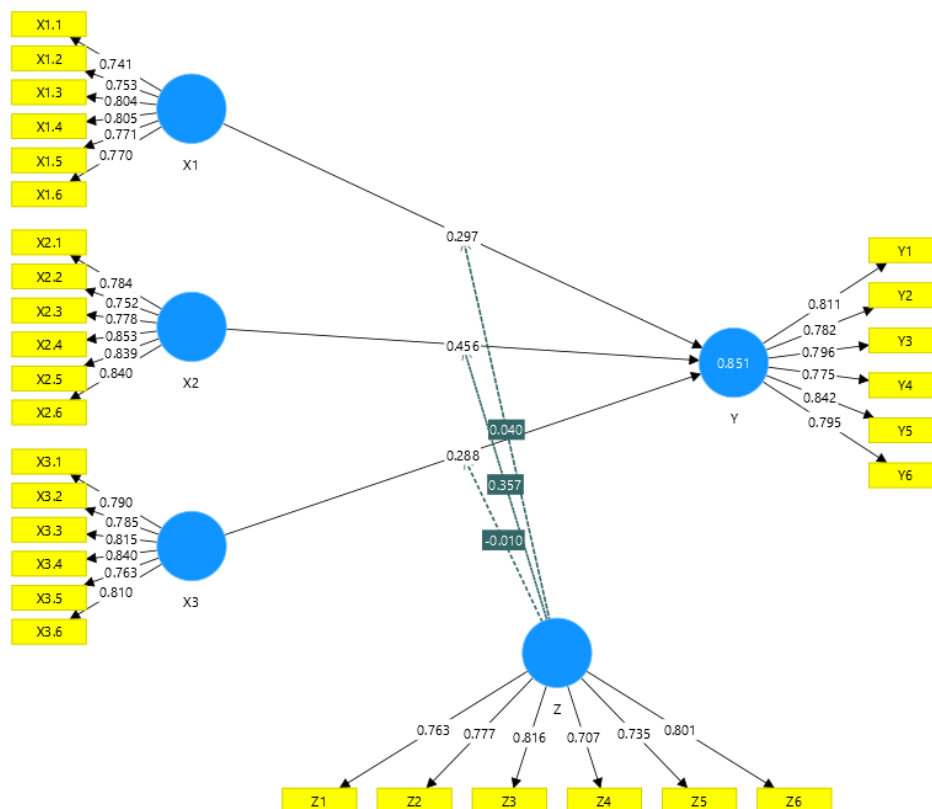 X1.1
X1.2
X1.3
X1.4
X1.5
X1.6
0.741
0.753
0.804
0.805
0.771
0.770
X1
X2.1
X2.2
X2.3
X2.4
X2.5
X2.6
0.784
0.752
0.778
0.853
0.839
0.840
X2
X3.1
X3.2
X3.3
X3.4
X3.5
X3.6
0.790
0.785
0.815
0.840
0.763
0.810
X3
0.297
0.456
0.288
0.040
0.357
-0.010
0.851
Y
0.811
0.782
0.796
0.775
0.842
0.795
Y1
Y2
Y3
Y4
Y5
Y6
Z
0.763
0.777
0.816
0.707
0.735
0.801
Z1
Z2
Z3
Z4
Z5
Z6